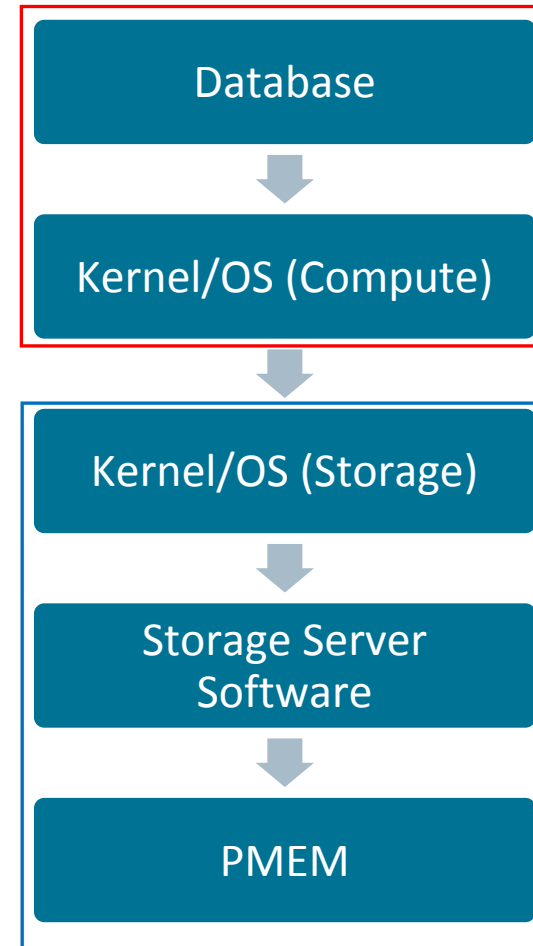 Database
Kernel/OS (Compute)
Kernel/OS (Storage)
Storage Server
Software
PMEM